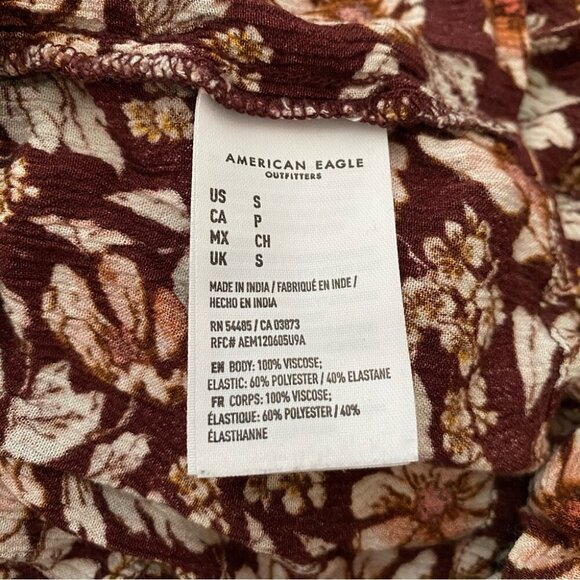 AMERICAN EAGLE
OUTFITTERS
US S
CA P
MX CH
UK S
MADE IN INDIA / FABRIQUÉ EN INDE /
HECHO EN INDIA
RN 54485 / CA 03873
RFC# AEM120605U9A
EN BODY: 100% VISCOSE;
ELASTIC: 60% POLYESTER / 40% ELASTANE
FR CORPS: 100% VISCOSE;
ÉLASTIQUE: 60% POLYESTER / 40%
ÉLASTHANNE